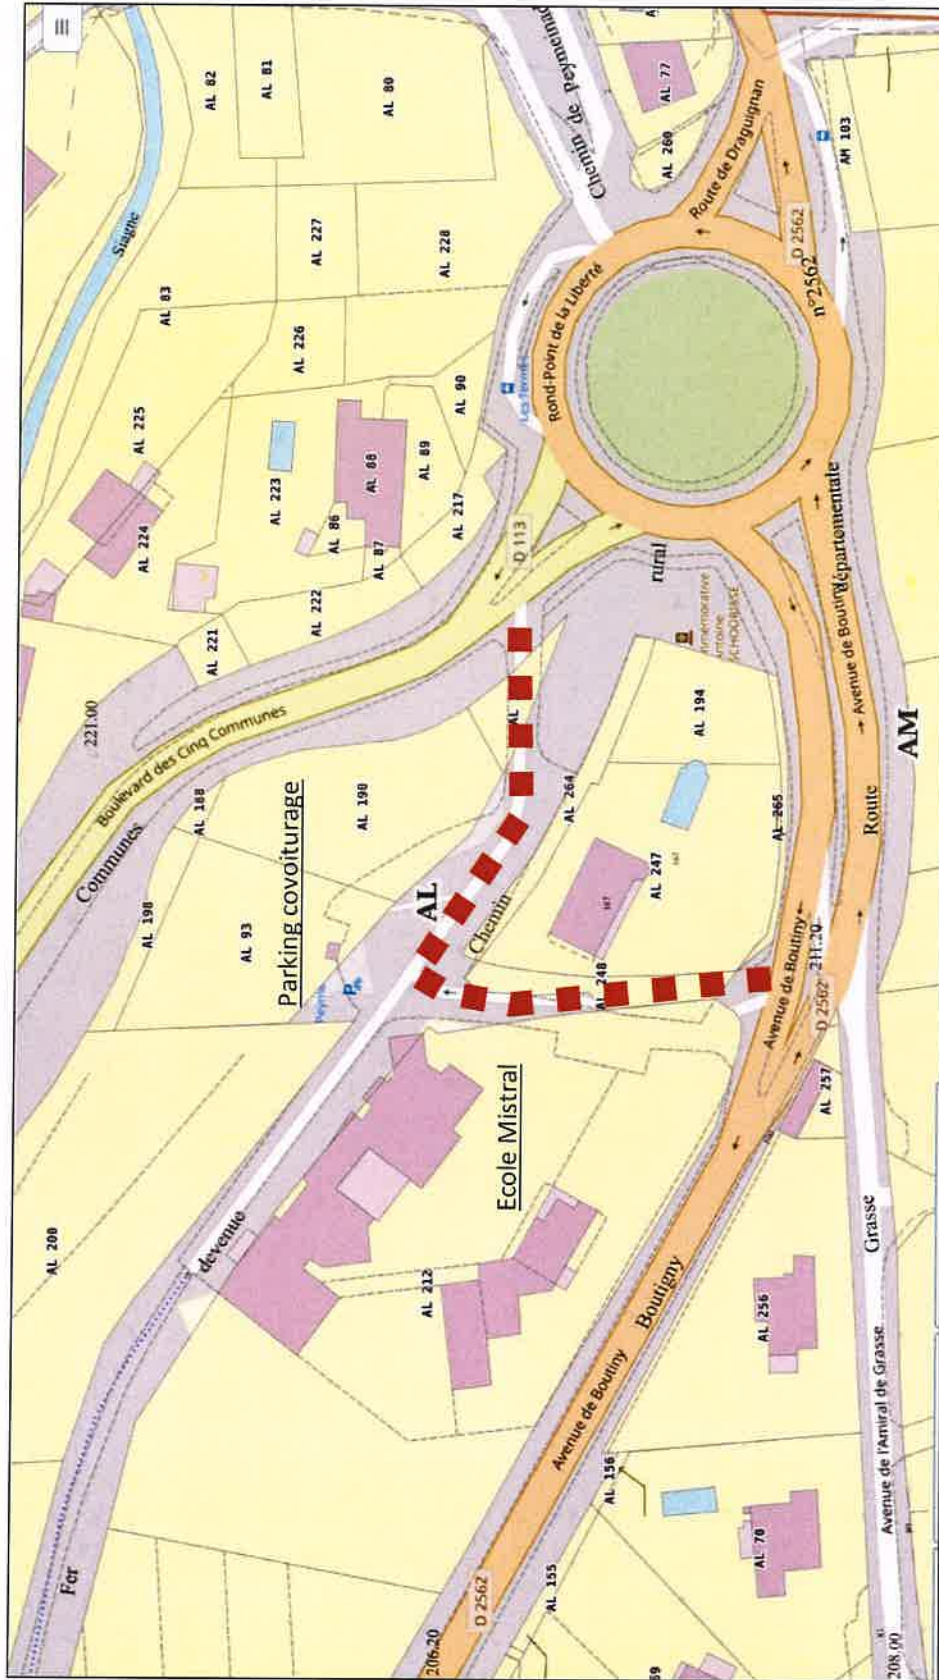 Siagne
AL 82
AL 81
AL 80
Chemin de Peymeinad
AL 77
AL 260
AL 83
AL 227
AL 228
AL 226
AL 225
AL 224
AL 223
AL 86
AL 88
AL 89
AL 90
AL 217
AL 87
AL 222
AL 221
Rond-Point de la Liberté
Route de Draguignan
D 2562
n°2562
AM 103
D 113
rural
221.00
Boulevard des Cinq Communes
Communes
AL 188
AL 190
AL 198
AL 93
Parking covoiturage
AL
AL
Chemin
AL 264
AL 194
AL 247
167
167
AL 265
AL 248
Antoine
départementale
Avenue de Boutiny
Route
AM
Avenue de Boutiny
211.20
D 2562
P
AL 200
devenue
Ecole Mistral
AL 212
AL 257
Fer
Boutigny
Avenue de Boutiny
D 2562
206.20
AL 256
AL 156
AL 155
AL 70
Grasse
Avenue de l'Amiral de Grasse
208.00
69